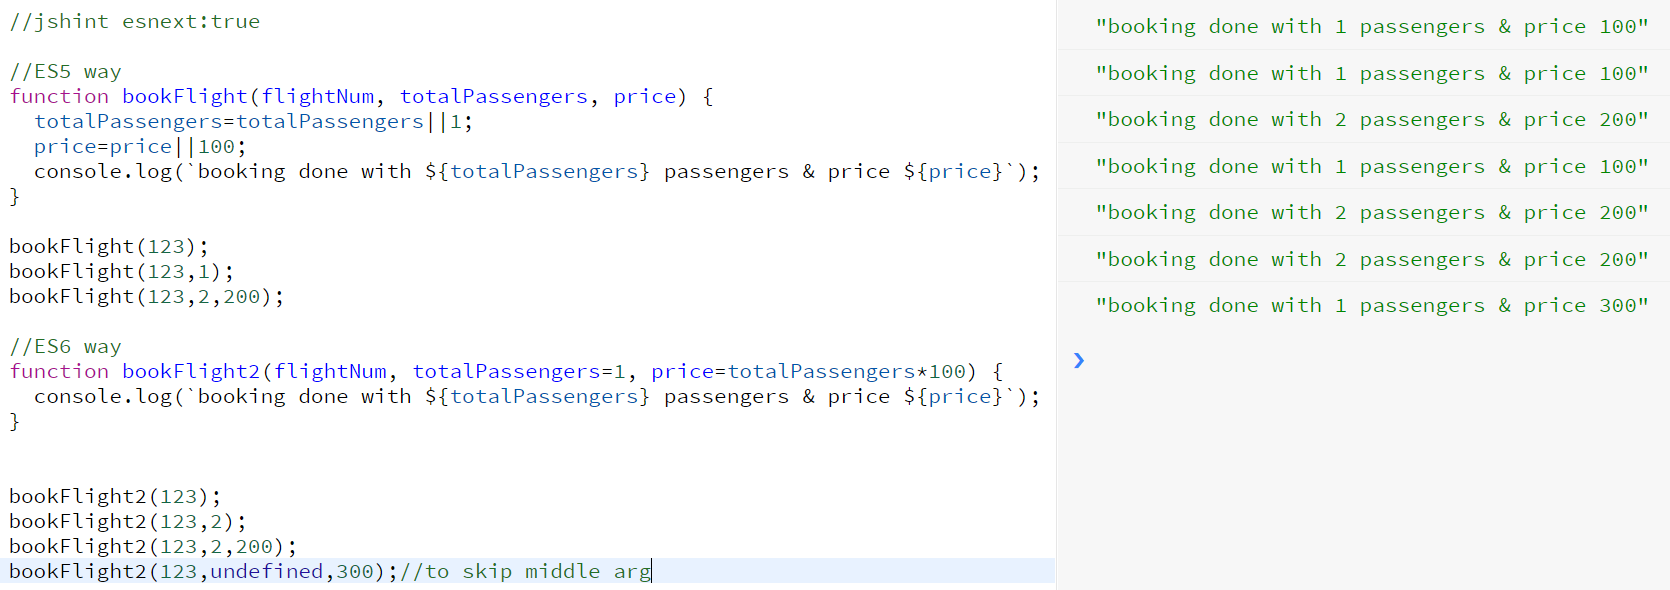 //jshint esnext:true
//ES5 way
function bookFlight(flightNum, totalPassengers, price) {
  totalPassengers=totalPassengers||1;
  price=price||100;
  console.log(`booking done with ${totalPassengers} passengers & price ${price}`);
}
bookFlight(123);
bookFlight(123,1);
bookFlight(123,2,200);
//ES6 way
function bookFlight2(flightNum, totalPassengers=1, price=totalPassengers*100) {
  console.log(`booking done with ${totalPassengers} passengers & price ${price}`);
}
bookFlight2(123);
bookFlight2(123,2);
bookFlight2(123,2,200);
bookFlight2(123,undefined,300);//to skip middle arg
"booking done with 1 passengers & price 100"
"booking done with 1 passengers & price 100"
"booking done with 2 passengers & price 200"
"booking done with 1 passengers & price 100"
"booking done with 2 passengers & price 200"
"booking done with 2 passengers & price 200"
"booking done with 1 passengers & price 300"